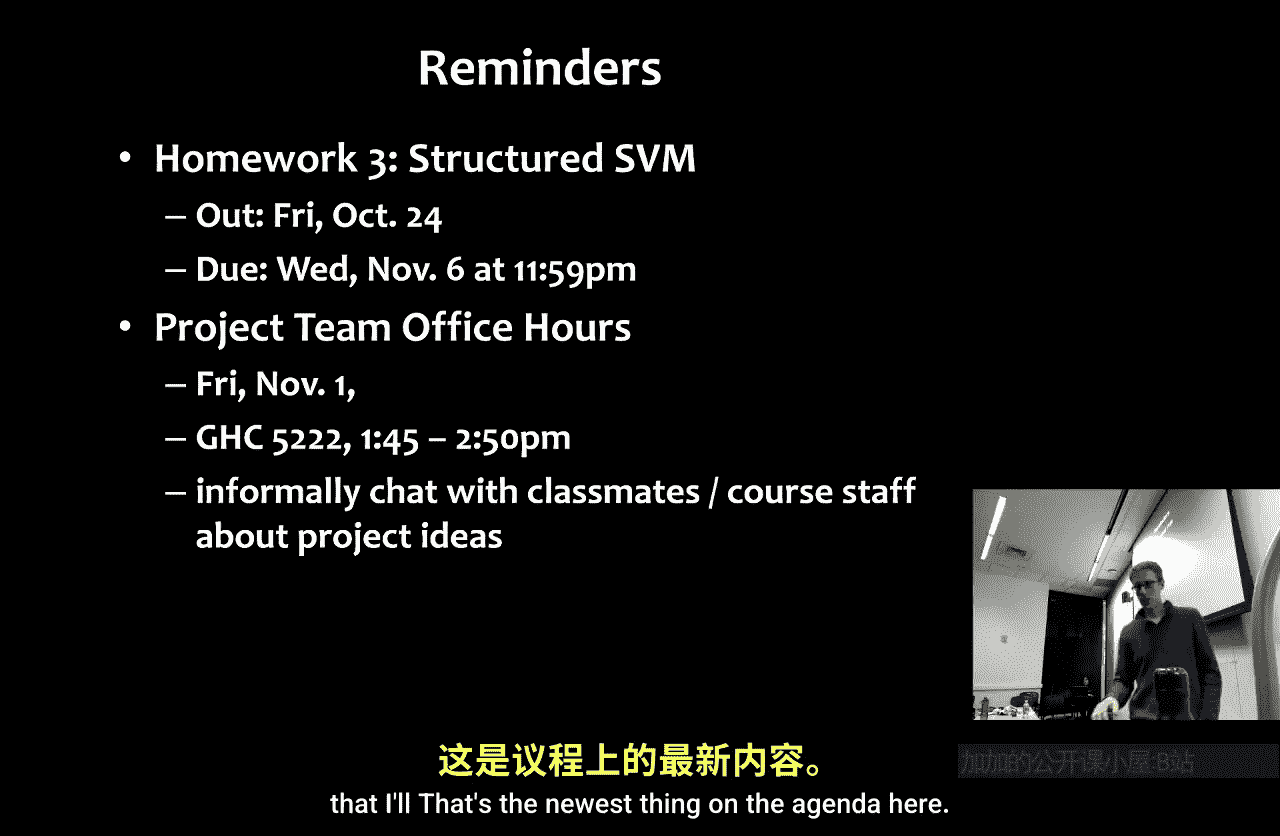 Reminders
• Homework 3: Structured SVM
– Out: Fri, Oct. 24
– Due: Wed, Nov. 6 at 11:59pm
• Project Team Office Hours
– Fri, Nov. 1,
– GHC 5222, 1:45 – 2:50pm
– informally chat with classmates / course staff
about project ideas
加加的公开课小屋:B站
这是议程上的最新内容。
that I'll That's the newest thing on the agenda here.